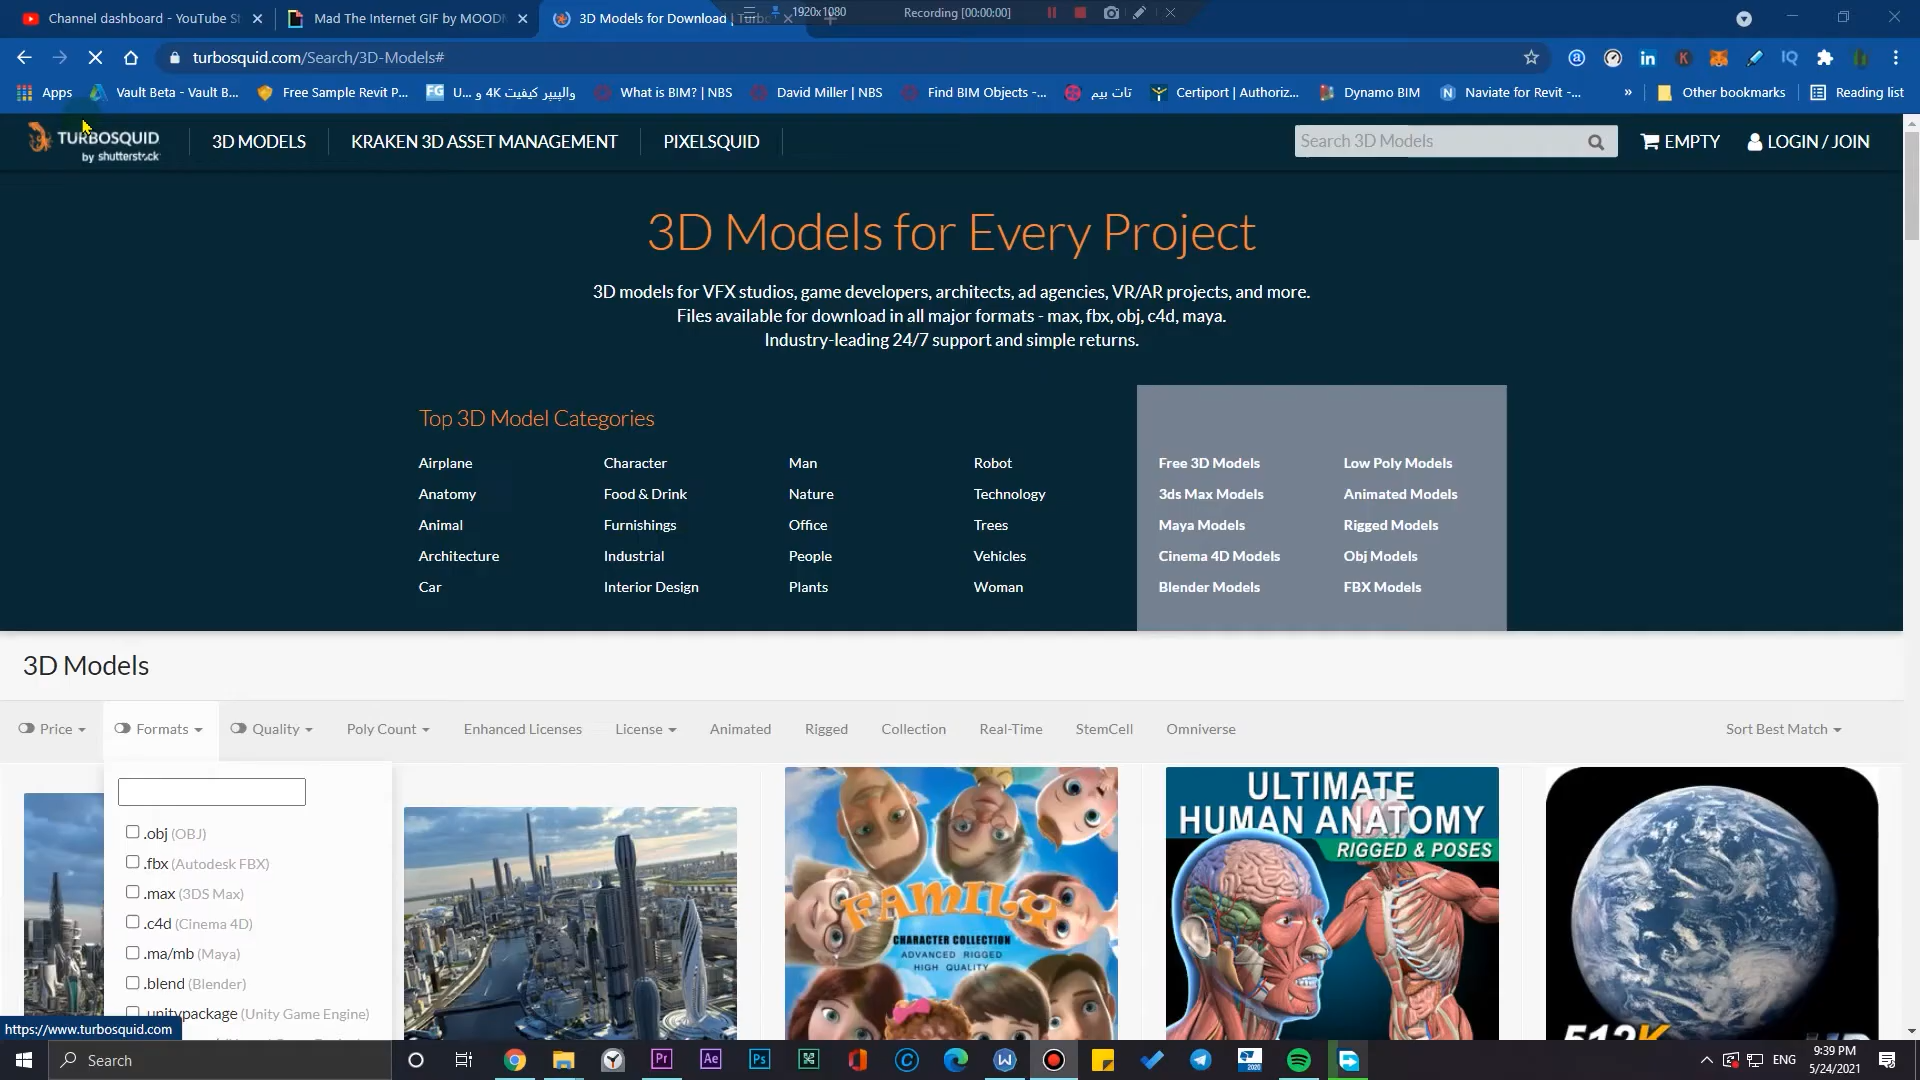 Channel dashboard - YouTube St
Mad The Internet GIF by MOODM
3D Models for Download | Turbo
1920x1080
Recording [00:00:00]
turbosquid.com/Search/3D-Models#
Apps
Vault Beta - Vault B...
Free Sample Revit P...
FG
والپیپر کیفیت 4K و ...U
What is BIM? | NBS
David Miller | NBS
Find BIM Objects -...
تات بیم
Certiport | Authoriz...
Dynamo BIM
Naviate for Revit -...
»
Other bookmarks
Reading list
TURBOSQUID
by shutterstock
3D MODELS
KRAKEN 3D ASSET MANAGEMENT
PIXELSQUID
Search 3D Models
EMPTY
LOGIN / JOIN
3D Models for Every Project
3D models for VFX studios, game developers, architects, ad agencies, VR/AR projects, and more.
Files available for download in all major formats - max, fbx, obj, c4d, maya.
Industry-leading 24/7 support and simple returns.
Top 3D Model Categories
Airplane
Character
Man
Robot
Free 3D Models
Low Poly Models
Anatomy
Food & Drink
Nature
Technology
3ds Max Models
Animated Models
Animal
Furnishings
Office
Trees
Maya Models
Rigged Models
Architecture
Industrial
People
Vehicles
Cinema 4D Models
Obj Models
Car
Interior Design
Plants
Woman
Blender Models
FBX Models
3D Models
Price
Formats
Quality
Poly Count
Enhanced Licenses
License
Animated
Rigged
Collection
Real-Time
StemCell
Omniverse
Sort Best Match
.obj (OBJ)
.fbx (Autodesk FBX)
.max (3DS Max)
.c4d (Cinema 4D)
.ma/mb (Maya)
.blend (Blender)
.unitypackage (Unity Game Engine)
FAMILY
CHARACTER COLLECTION
ADVANCED RIGGED
HIGH QUALITY
ULTIMATE
HUMAN ANATOMY
RIGGED & POSES
512K
https://www.turbosquid.com
Search
Pr
Ae
Ps
2020
ENG
9:39 PM
5/24/2021